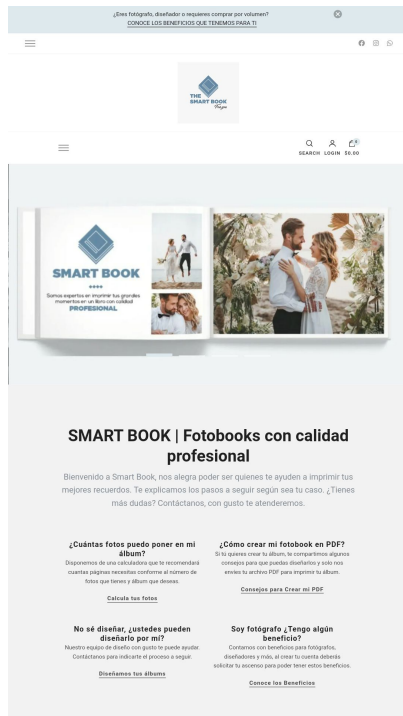 ¿Eres fotógrafo, diseñador o requieres comprar por volumen?
CONOCE LOS BENEFICIOS QUE TENEMOS PARA TI
THE
SMART BOOK
SEARCH LOGIN $0.00
SMART BOOK
Somos expertos en imprimir tus grandes
momentos en un libro con calidad
PROFESIONAL
SMART BOOK | Fotobooks con calidad
profesional
Bienvenido a Smart Book, nos alegra poder ser quienes te ayuden a imprimir tus
mejores recuerdos. Te explicamos los pasos a seguir según sea tu caso. ¿Tienes
más dudas? Contáctanos, con gusto te atenderemos.
¿Cuántas fotos puedo poner en mi
álbum?
Disponemos de una calculadora que te recomendará
cuantas páginas necesitas conforme al número de
fotos que tienes y álbum que deseas.
Calcula tus fotos
¿Cómo crear mi fotobook en PDF?
Si tú quieres crear tu álbum, te compartimos algunos
consejos para que puedas diseñarlos y solo nos
envíes tu archivo PDF para imprimir tu álbum.
Consejos para Crear mi PDF
No sé diseñar, ¿ustedes pueden
diseñarlo por mí?
Nuestro equipo de diseño con gusto te puede ayudar.
Contáctanos para indicarte el proceso a seguir.
Diseñamos tus álbums
Soy fotógrafo ¿Tengo algún
beneficio?
Contamos con beneficios para fotógrafos,
diseñadores y más, al crear tu cuenta deberás
solicitar tu ascenso para poder tener estos beneficios.
Conoce los Beneficios